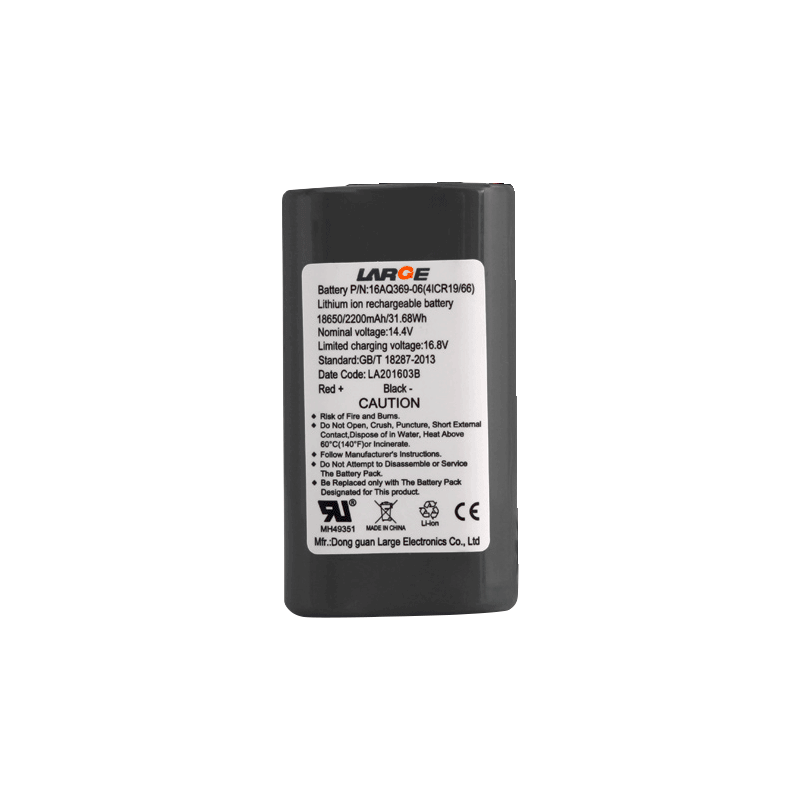 LARGE
Battery P/N:16AQ369-06(4ICR19/66)
Lithium ion rechargeable battery
18650/2200mAh/31.68Wh
Nominal voltage:14.4V
Limited charging voltage:16.8V
Standard:GB/T 18287-2013
Date Code: LA201603B
Red + Black -
CAUTION
Risk of Fire and Burns.
Do Not Open, Crush, Puncture, Short External
Contact,Dispose of in Water, Heat Above
60°C(140°F)or Incinerate.
Follow Manufacturer's Instructions.
Do Not Attempt to Disassemble or Service
The Battery Pack.
Be Replaced only with The Battery Pack
Designated for This product.
RU® CE
MH49351 MADE IN CHINA Li-ion
Mfr.:Dong guan Large Electronics Co., Ltd